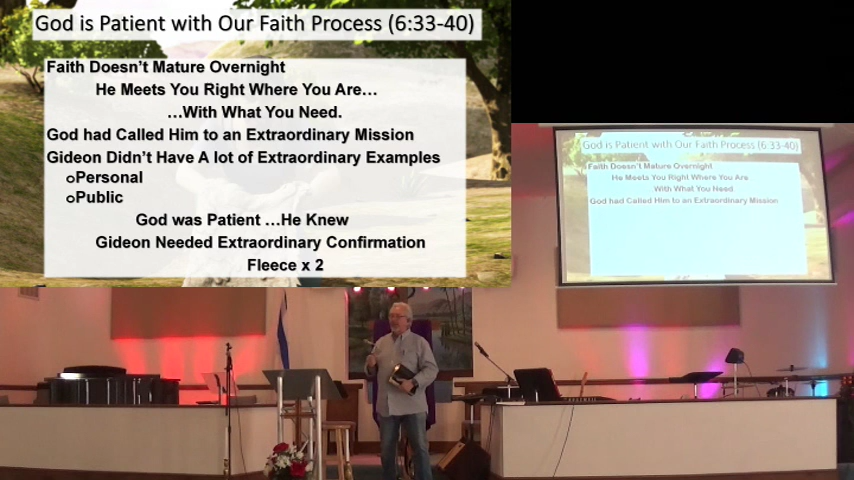 God is Patient with Our Faith Process (6:33-40)
Faith Doesn't Mature Overnight
He Meets You Right Where You Are…
…With What You Need.
God had Called Him to an Extraordinary Mission
Gideon Didn't Have A lot of Extraordinary Examples
oPersonal
oPublic
God was Patient …He Knew
Gideon Needed Extraordinary Confirmation
Fleece x 2
God is Patient with Our Faith Process (6:33-40)
Faith Doesn't Mature Overnight
He Meets You Right Where You Are
With What You Need
God had Called Him to an Extraordinary Mission